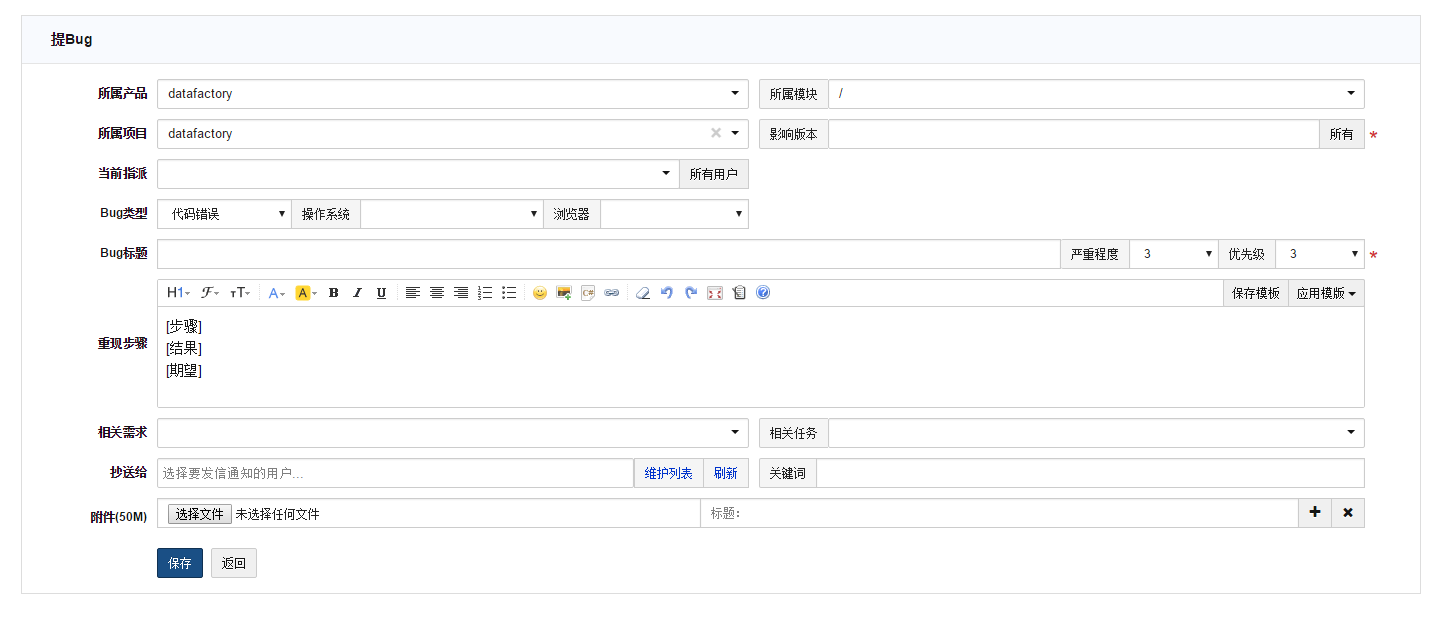 提Bug
所属产品 datafactory 所属模块 /
所属项目 datafactory 影响版本 所有 *
当前指派 所有用户
Bug类型 代码错误 操作系统 浏览器
Bug标题 严重程度 3 优先级 3 *
H1 ℱ тT A A B I U C# 保存模板 应用模版
重现步骤
[步骤]
[结果]
[期望]
相关需求 相关任务
抄送给 选择要发信通知的用户... 维护列表 刷新 关键词
附件(50M) 选择文件 未选择任何文件 标题：
保存 返回